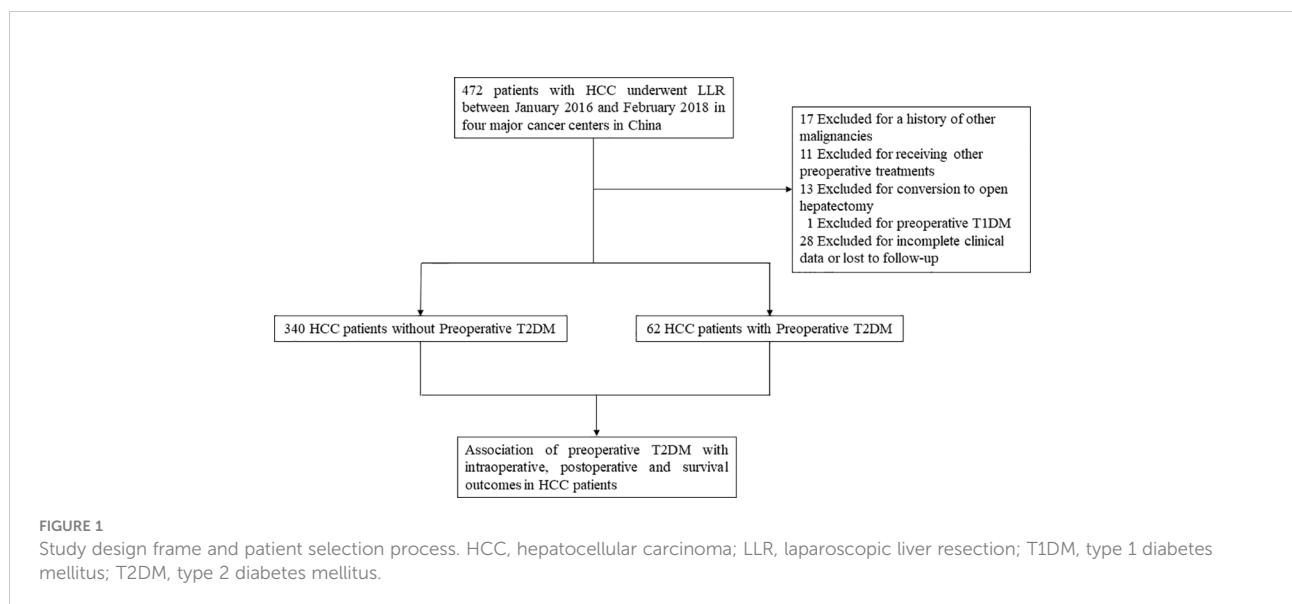 472 patients with HCC underwent LLR
between January 2016 and February 2018 in
four major cancer centers in China
17 Excluded for a history of other
malignancies
11 Excluded for receiving other
preoperative treatments
13 Excluded for conversion to open
hepatectomy
1 Excluded for preoperative T1DM
28 Excluded for incomplete clinical
data or lost to follow-up
340 HCC patients without Preoperative T2DM
62 HCC patients with Preoperative T2DM
Association of preoperative T2DM with
intraoperative, postoperative and survival
outcomes in HCC patients
FIGURE 1
Study design frame and patient selection process. HCC, hepatocellular carcinoma; LLR, laparoscopic liver resection; T1DM, type 1 diabetes
mellitus; T2DM, type 2 diabetes mellitus.